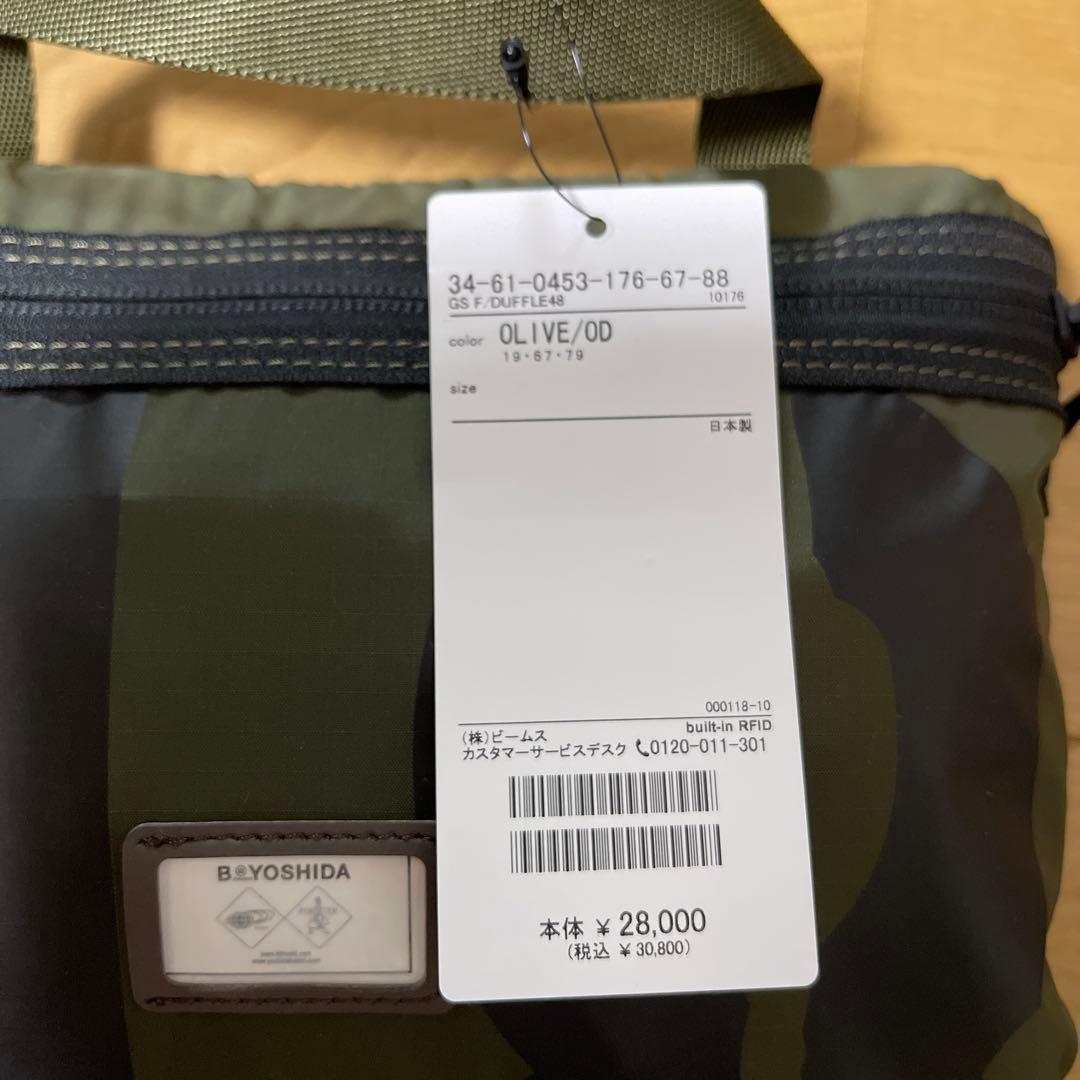 34-61-0453-176-67-88
GS F/DUFFLE48 10176
color OLIVE/OD
19・67・79
size
日本製
000118-10
built-in RFID
(株)ビームス
カスタマーサービスデスク 0120-011-301
本体 ¥ 28,000
(税込 ¥ 30,800)
B YOSHIDA